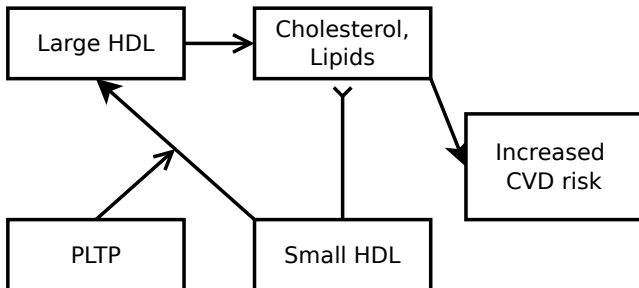 Large HDL
Cholesterol,
Lipids
Increased
CVD risk
PLTP
Small HDL